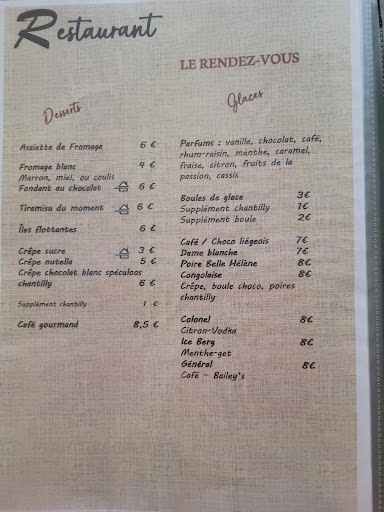 Restaurant
LE RENDEZ-VOUS
Desserts
Assiette de Fromage 6 €
Fromage blanc 4 €
Merron, miel, ou coulis
Fondant au chocolat 6 €
Tiramisu du moment 6 €
Îles flottantes 6 €
Crêpe sucre 3 €
Crêpe nutella 5 €
Crêpe chocolat blanc spéculoos
chantilly 6 €
Supplément chantilly 1 €
Café gourmand 8,5 €
Glaces
Parfums : vanille, chocolat, café,
rhum-raisin, menthe, caramel,
fraise, citron, fruits de la
passion, cassis
Boules de glace 3€
Supplément chantilly 1€
Supplément boule 2€
Café / Choco liégeois 7€
Dame blanche 7€
Poire Belle Hélène 8€
Congolaise 8€
Crêpe, boule choco, poires
chantilly
Colonel 8€
Citron-Vodka
Ice Berg 8€
Menthe-get
Général 8€
Café - Bailey's